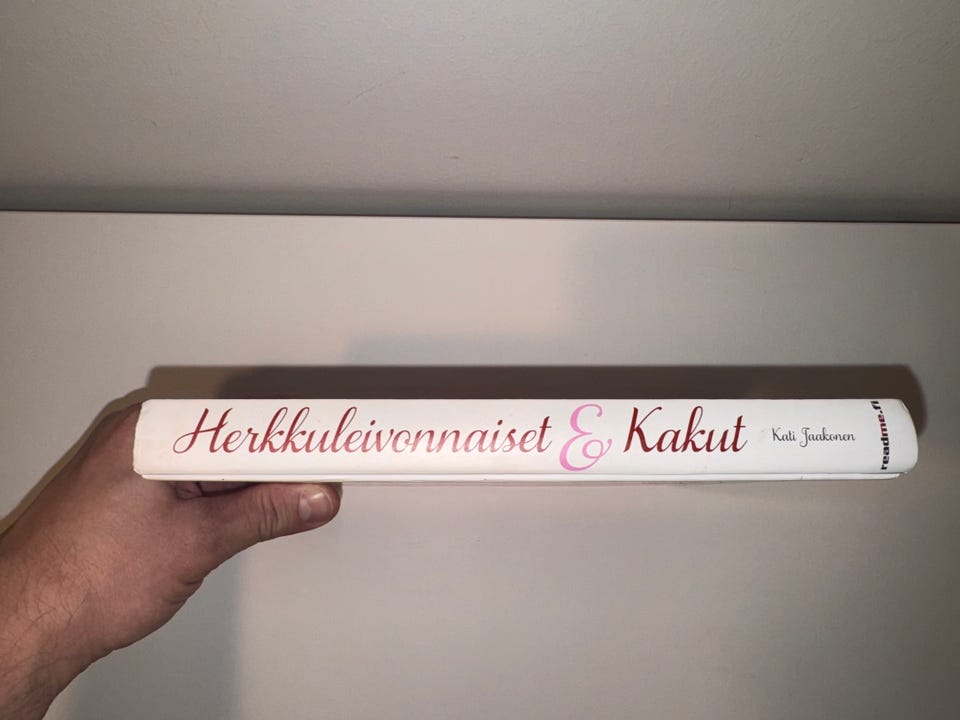 Herkkuleivonnaiset & Kakut
Kati Jaakonen
readme.fi